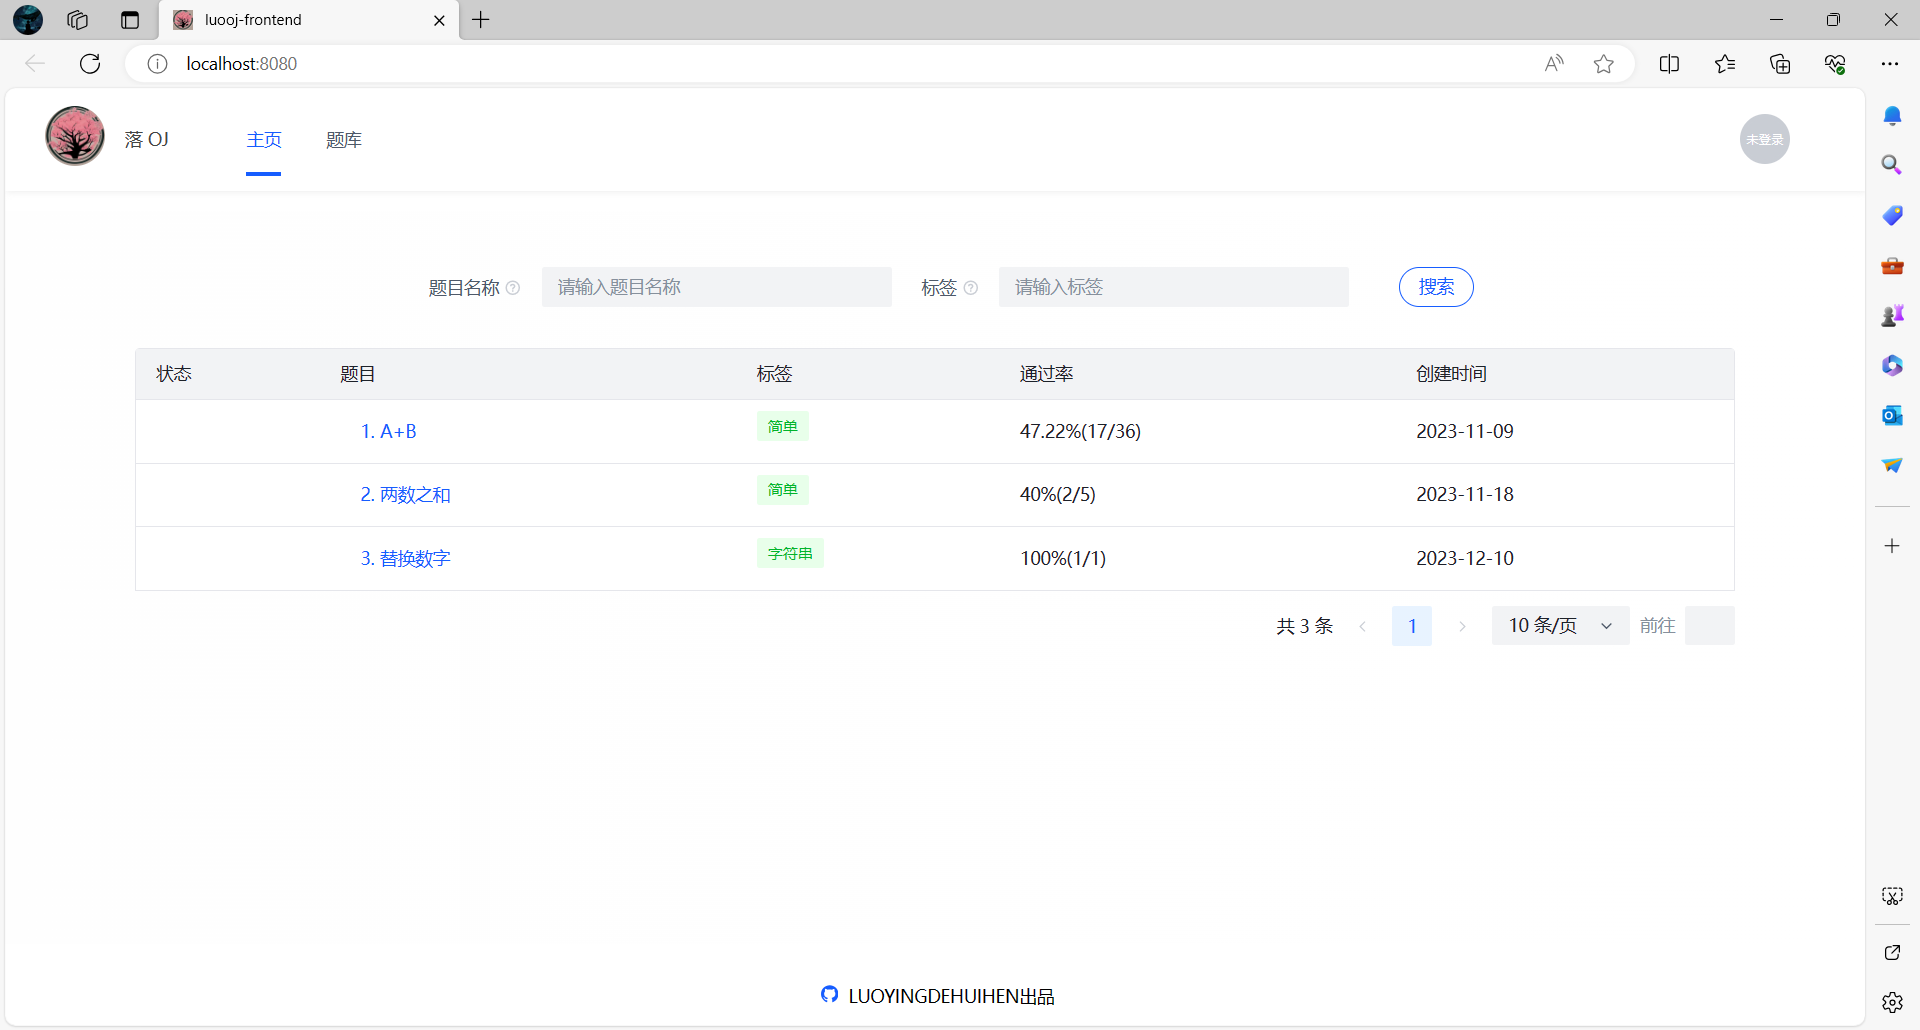 luooj-frontend
localhost:8080
落 OJ 主页 题库 未登录
题目名称 请输入题目名称 标签 请输入标签 搜索
状态 题目 标签 通过率 创建时间
1. A+B 简单 47.22%(17/36) 2023-11-09
2. 两数之和 简单 40%(2/5) 2023-11-18
3. 替换数字 字符串 100%(1/1) 2023-12-10
共 3 条 1 10 条/页 前往
LUOYINGDEHUIHEN出品